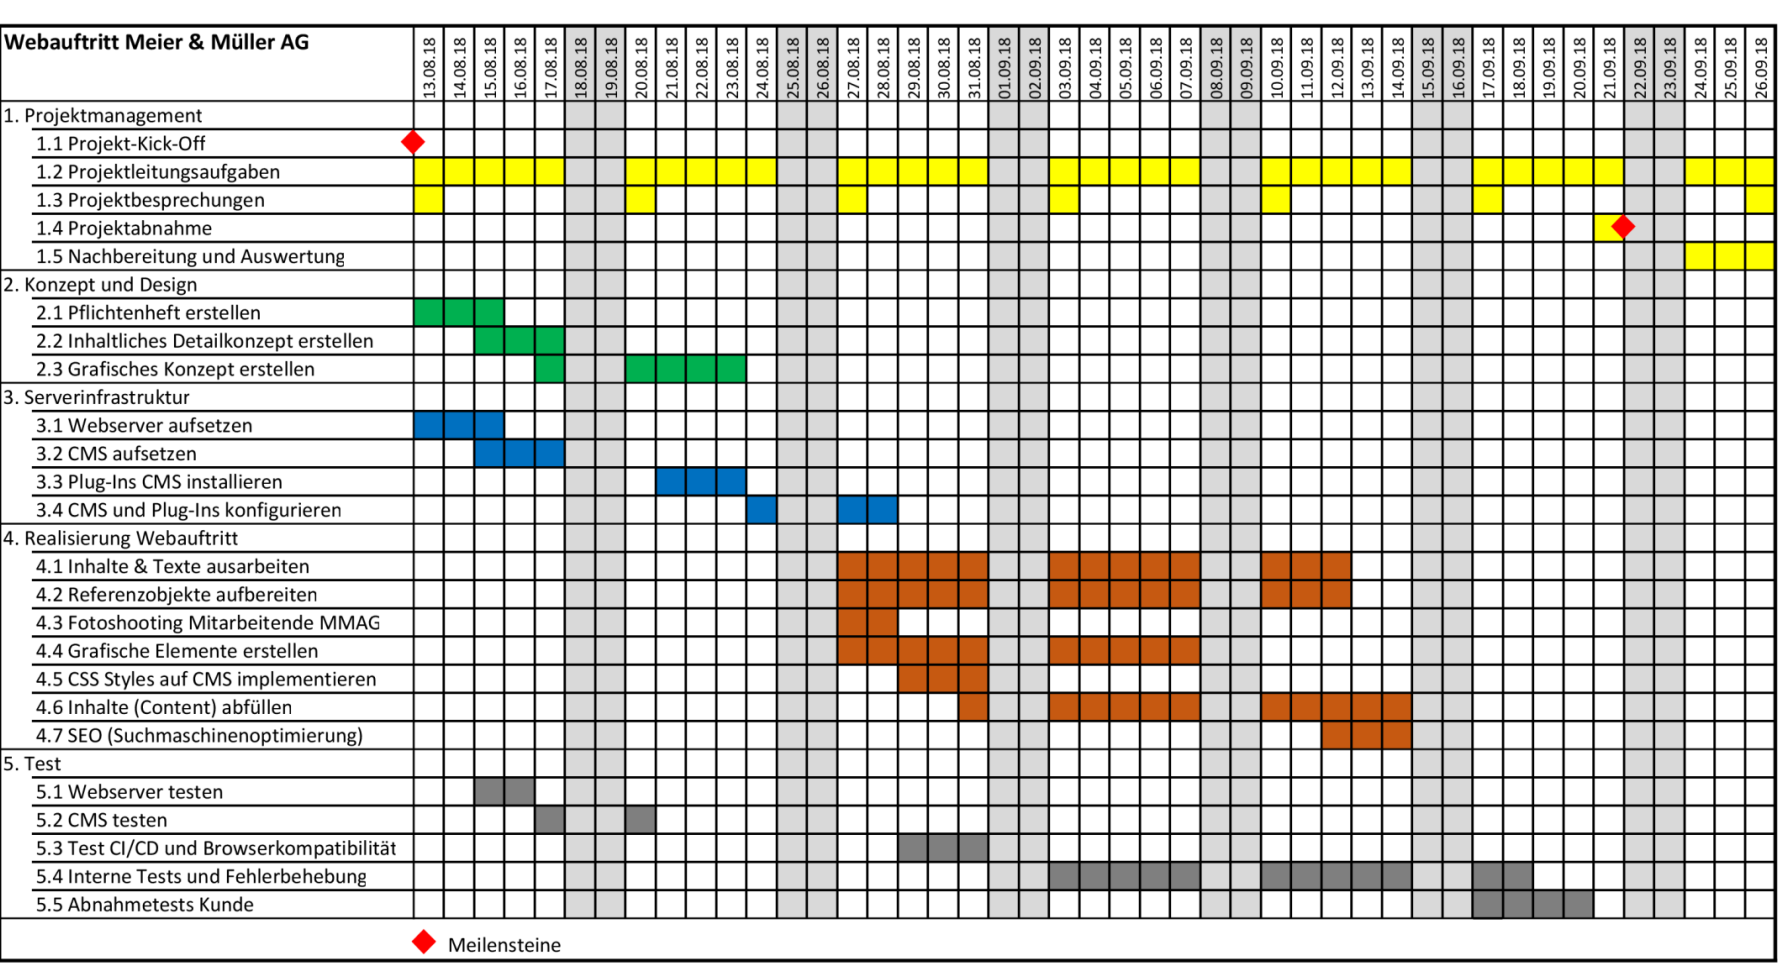 Webauftritt Meier & Müller AG
13.08.18 14.08.18 15.08.18 16.08.18 17.08.18 18.08.18 19.08.18 20.08.18 21.08.18 22.08.18 23.08.18 24.08.18 25.08.18 26.08.18 27.08.18 28.08.18 29.08.18 30.08.18 31.08.18 01.09.18 02.09.18 03.09.18 04.09.18 05.09.18 06.09.18 07.09.18 08.09.18 09.09.18 10.09.18 11.09.18 12.09.18 13.09.18 14.09.18 15.09.18 16.09.18 17.09.18 18.09.18 19.09.18 20.09.18 21.09.18 22.09.18 23.09.18 24.09.18 25.09.18 26.09.18
1. Projektmanagement
1.1 Projekt-Kick-Off
1.2 Projektleitungsaufgaben
1.3 Projektbesprechungen
1.4 Projektabnahme
1.5 Nachbereitung und Auswertung
2. Konzept und Design
2.1 Pflichtenheft erstellen
2.2 Inhaltliches Detailkonzept erstellen
2.3 Grafisches Konzept erstellen
3. Serverinfrastruktur
3.1 Webserver aufsetzen
3.2 CMS aufsetzen
3.3 Plug-Ins CMS installieren
3.4 CMS und Plug-Ins konfigurieren
4. Realisierung Webauftritt
4.1 Inhalte & Texte ausarbeiten
4.2 Referenzobjekte aufbereiten
4.3 Fotoshooting Mitarbeitende MMAG
4.4 Grafische Elemente erstellen
4.5 CSS Styles auf CMS implementieren
4.6 Inhalte (Content) abfüllen
4.7 SEO (Suchmaschinenoptimierung)
5. Test
5.1 Webserver testen
5.2 CMS testen
5.3 Test CI/CD und Browserkompatibilität
5.4 Interne Tests und Fehlerbehebung
5.5 Abnahmetests Kunde
Meilensteine